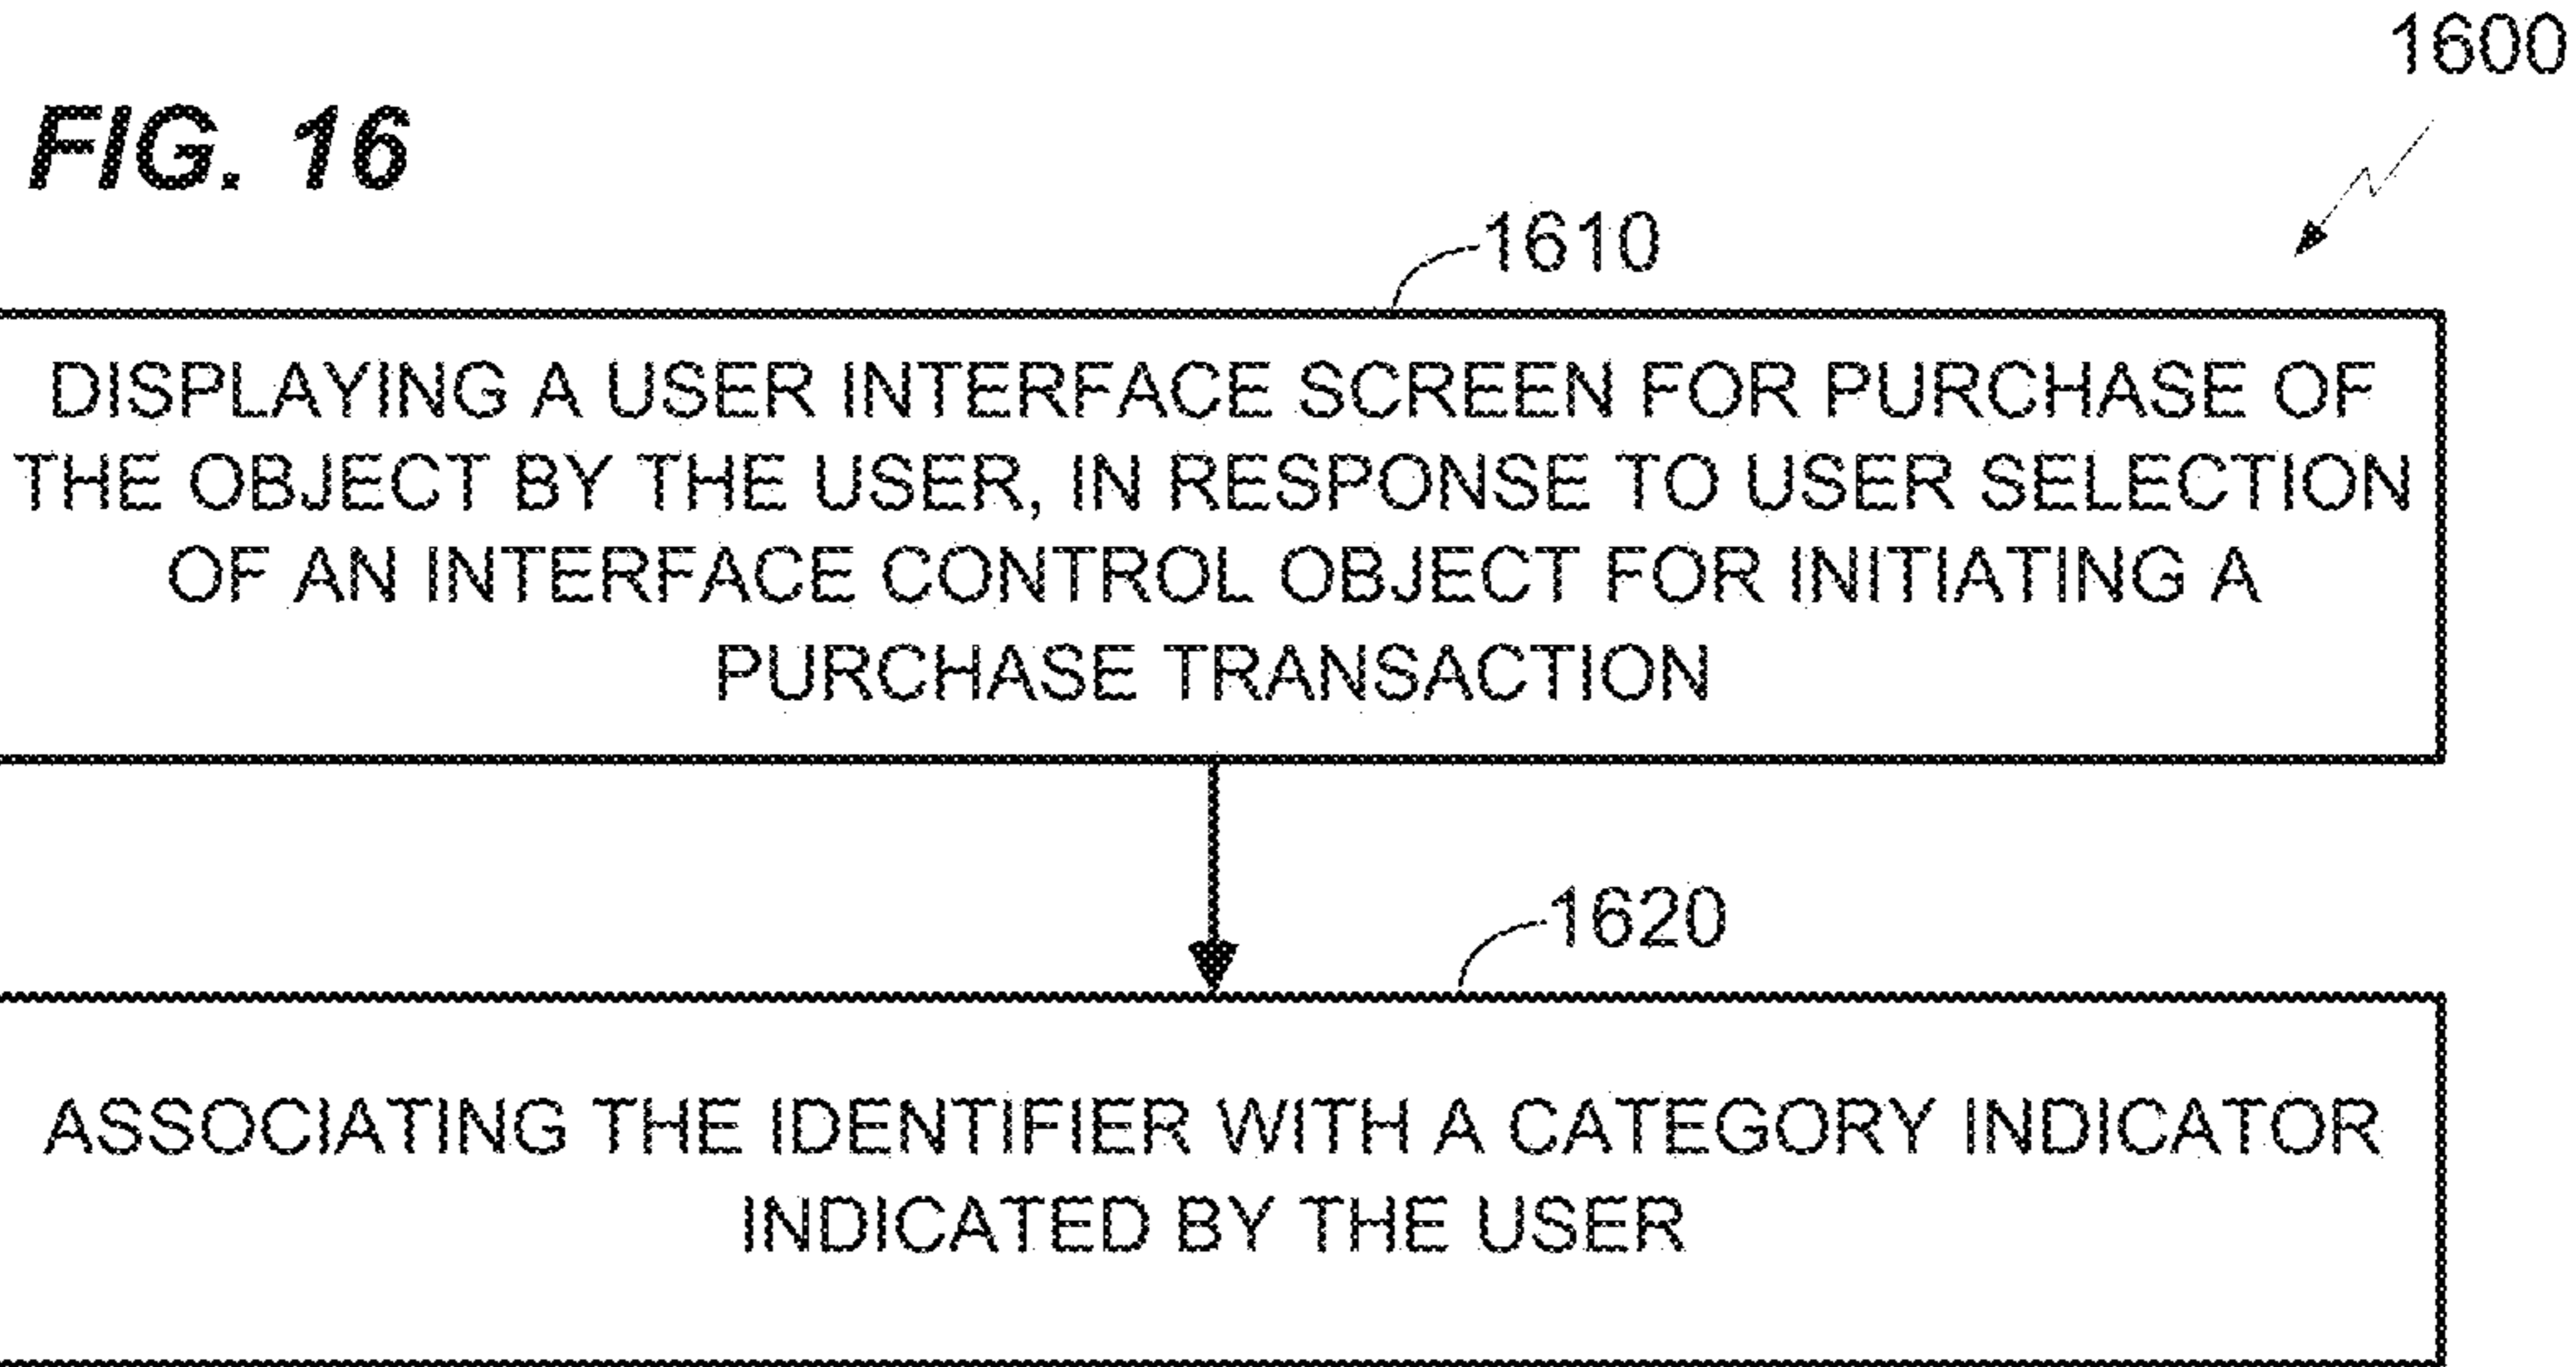 1600
FIG. 16
1610
DISPLAYING A USER INTERFACE SCREEN FOR PURCHASE OF
THE OBJECT BY THE USER, IN RESPONSE TO USER SELECTION
OF AN INTERFACE CONTROL OBJECT FOR INITIATING A
PURCHASE TRANSACTION
1620
ASSOCIATING THE IDENTIFIER WITH A CATEGORY INDICATOR
INDICATED BY THE USER